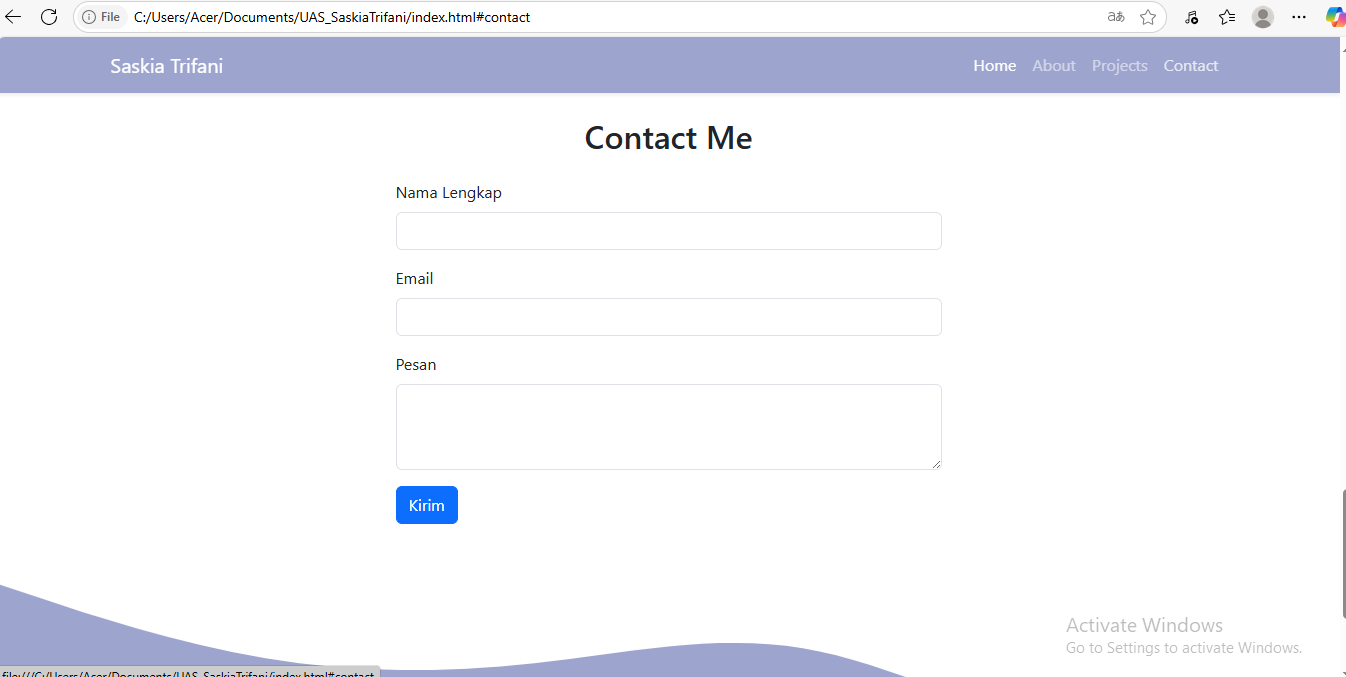 File C:/Users/Acer/Documents/UAS_SaskiaTrifani/index.html#contact
Saskia Trifani Home About Projects Contact
Contact Me
Nama Lengkap
Email
Pesan
Kirim
Activate Windows
Go to Settings to activate Windows.
file:///C:/Users/Acer/Documents/UAS_SaskiaTrifani/index.html#contact